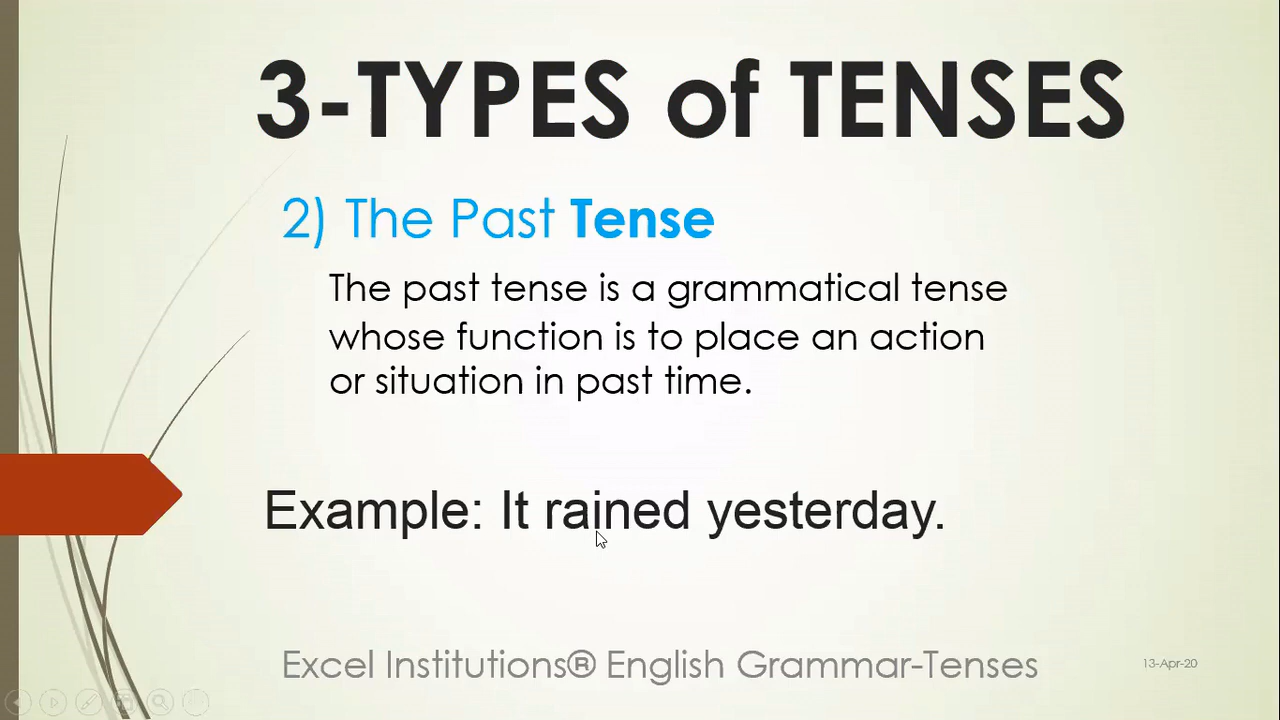 3-TYPES of TENSES
2) The Past Tense
The past tense is a grammatical tense
whose function is to place an action
or situation in past time.
Example: It rained yesterday.
Excel Institutions® English Grammar-Tenses
13-Apr-20